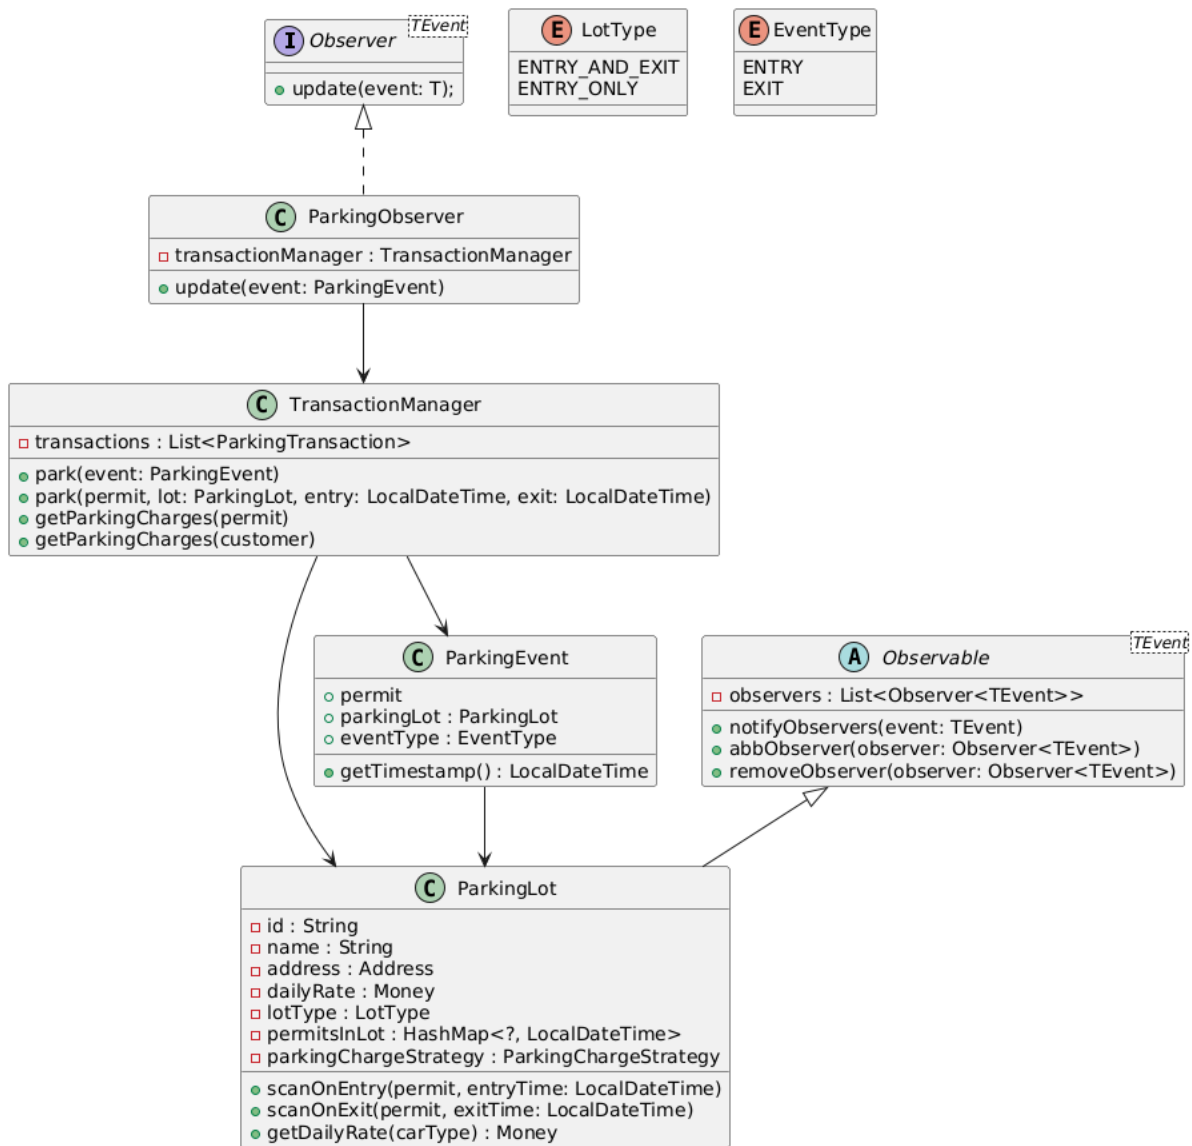 TEvent
I Observer
update(event: T);
E LotType
ENTRY_AND_EXIT
ENTRY_ONLY
E EventType
ENTRY
EXIT
C ParkingObserver
transactionManager : TransactionManager
update(event: ParkingEvent)
C TransactionManager
transactions : List<ParkingTransaction>
park(event: ParkingEvent)
park(permit, lot: ParkingLot, entry: LocalDateTime, exit: LocalDateTime)
getParkingCharges(permit)
getParkingCharges(customer)
C ParkingEvent
permit
parkingLot : ParkingLot
eventType : EventType
getTimestamp() : LocalDateTime
TEvent
A Observable
observers : List<Observer<TEvent>>
notifyObservers(event: TEvent)
abbObserver(observer: Observer<TEvent>)
removeObserver(observer: Observer<TEvent>)
C ParkingLot
id : String
name : String
address : Address
dailyRate : Money
lotType : LotType
permitsInLot : HashMap<?, LocalDateTime>
parkingChargeStrategy : ParkingChargeStrategy
scanOnEntry(permit, entryTime: LocalDateTime)
scanOnExit(permit, exitTime: LocalDateTime)
getDailyRate(carType) : Money